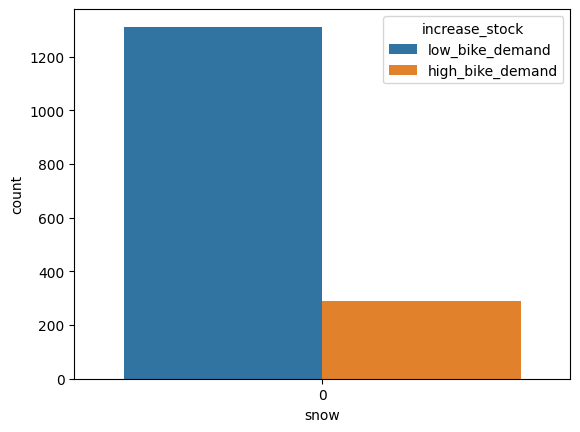 increase_stock
low_bike_demand
high_bike_demand
1200
1000
800
600
400
200
0
count
0
snow